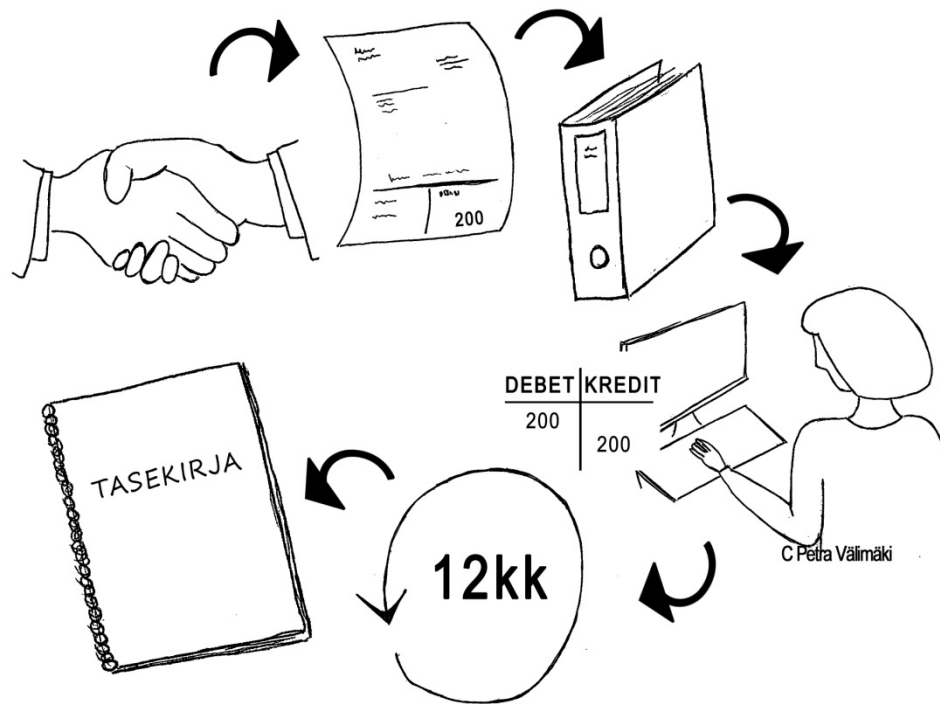 200
DEBET KREDIT
200
200
TASEKIRJA
12kk
C Petra Välimäki